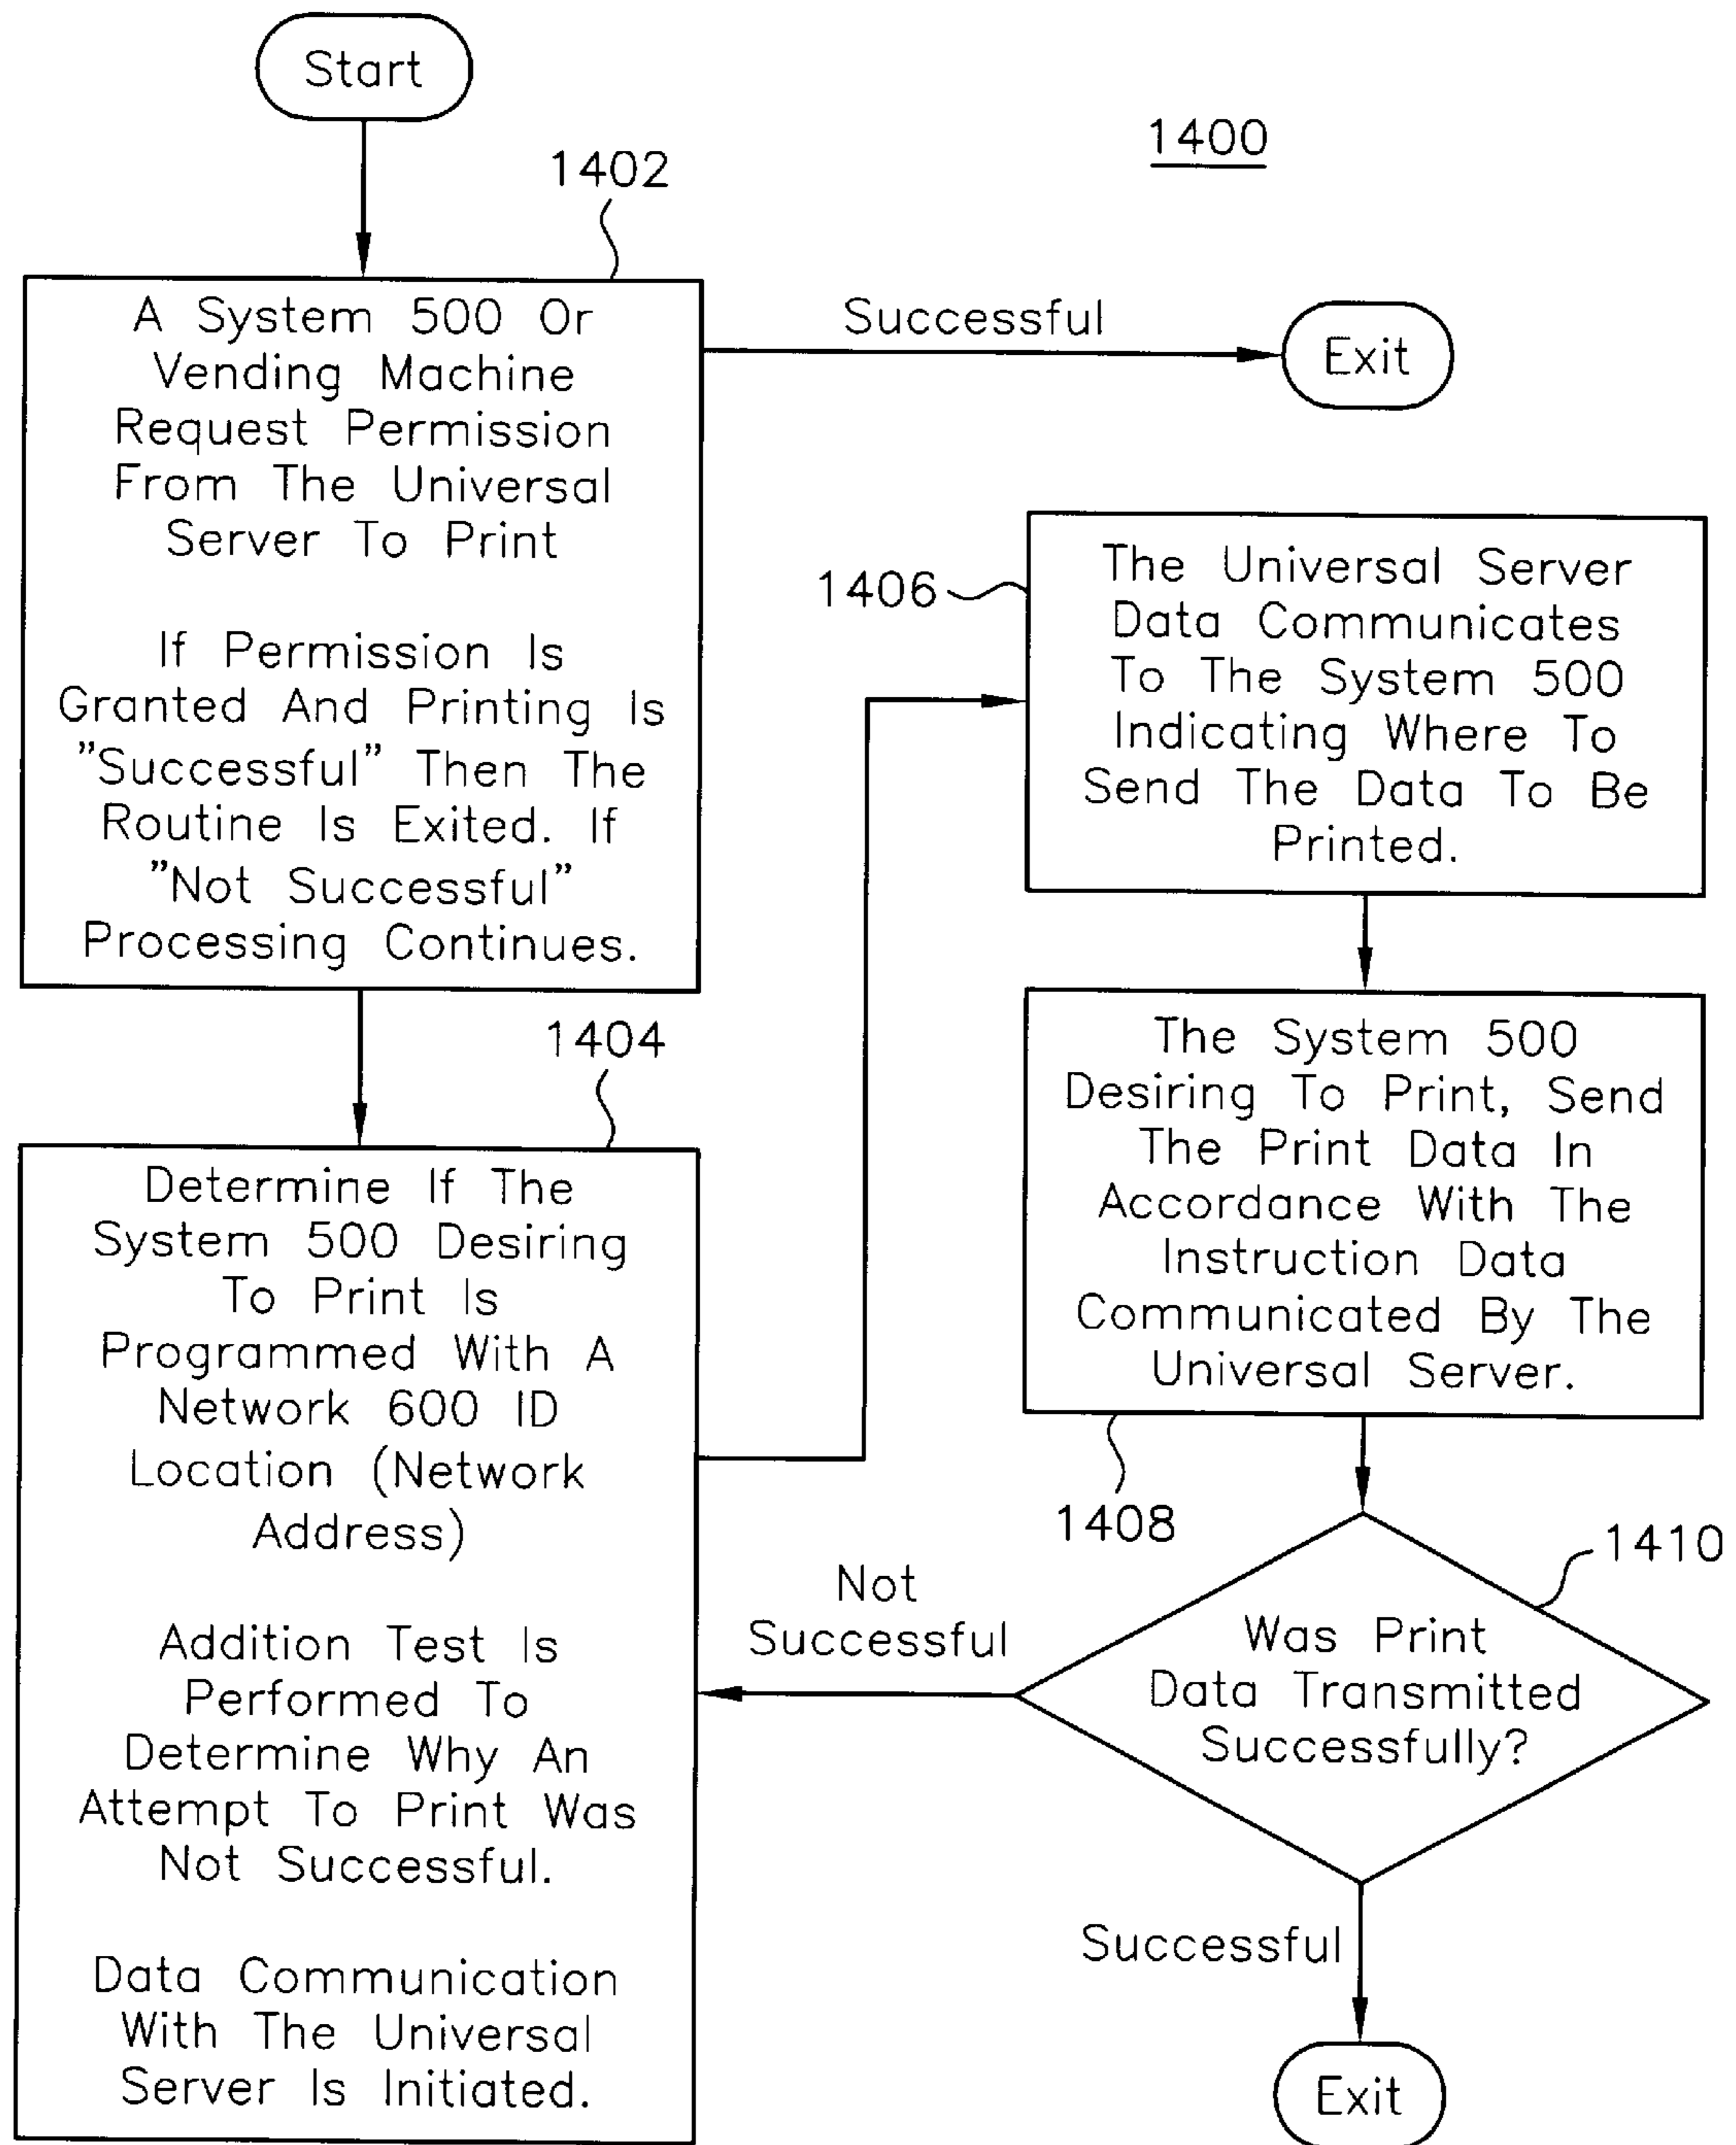 Start
1400
1402
A System 500 Or
Vending Machine
Request Permission
From The Universal
Server To Print
If Permission Is
Granted And Printing Is
"Successful" Then The
Routine Is Exited. If
"Not Successful"
Processing Continues.
Successful
Exit
1404
Determine If The
System 500 Desiring
To Print Is
Programmed With A
Network 600 ID
Location (Network
Address)
Addition Test Is
Performed To
Determine Why An
Attempt To Print Was
Not Successful.
Data Communication
With The Universal
Server Is Initiated.
1406
The Universal Server
Data Communicates
To The System 500
Indicating Where To
Send The Data To Be
Printed.
The System 500
Desiring To Print, Send
The Print Data In
Accordance With The
Instruction Data
Communicated By The
Universal Server.
1408
1410
Was Print
Data Transmitted
Successfully?
Not
Successful
Successful
Exit